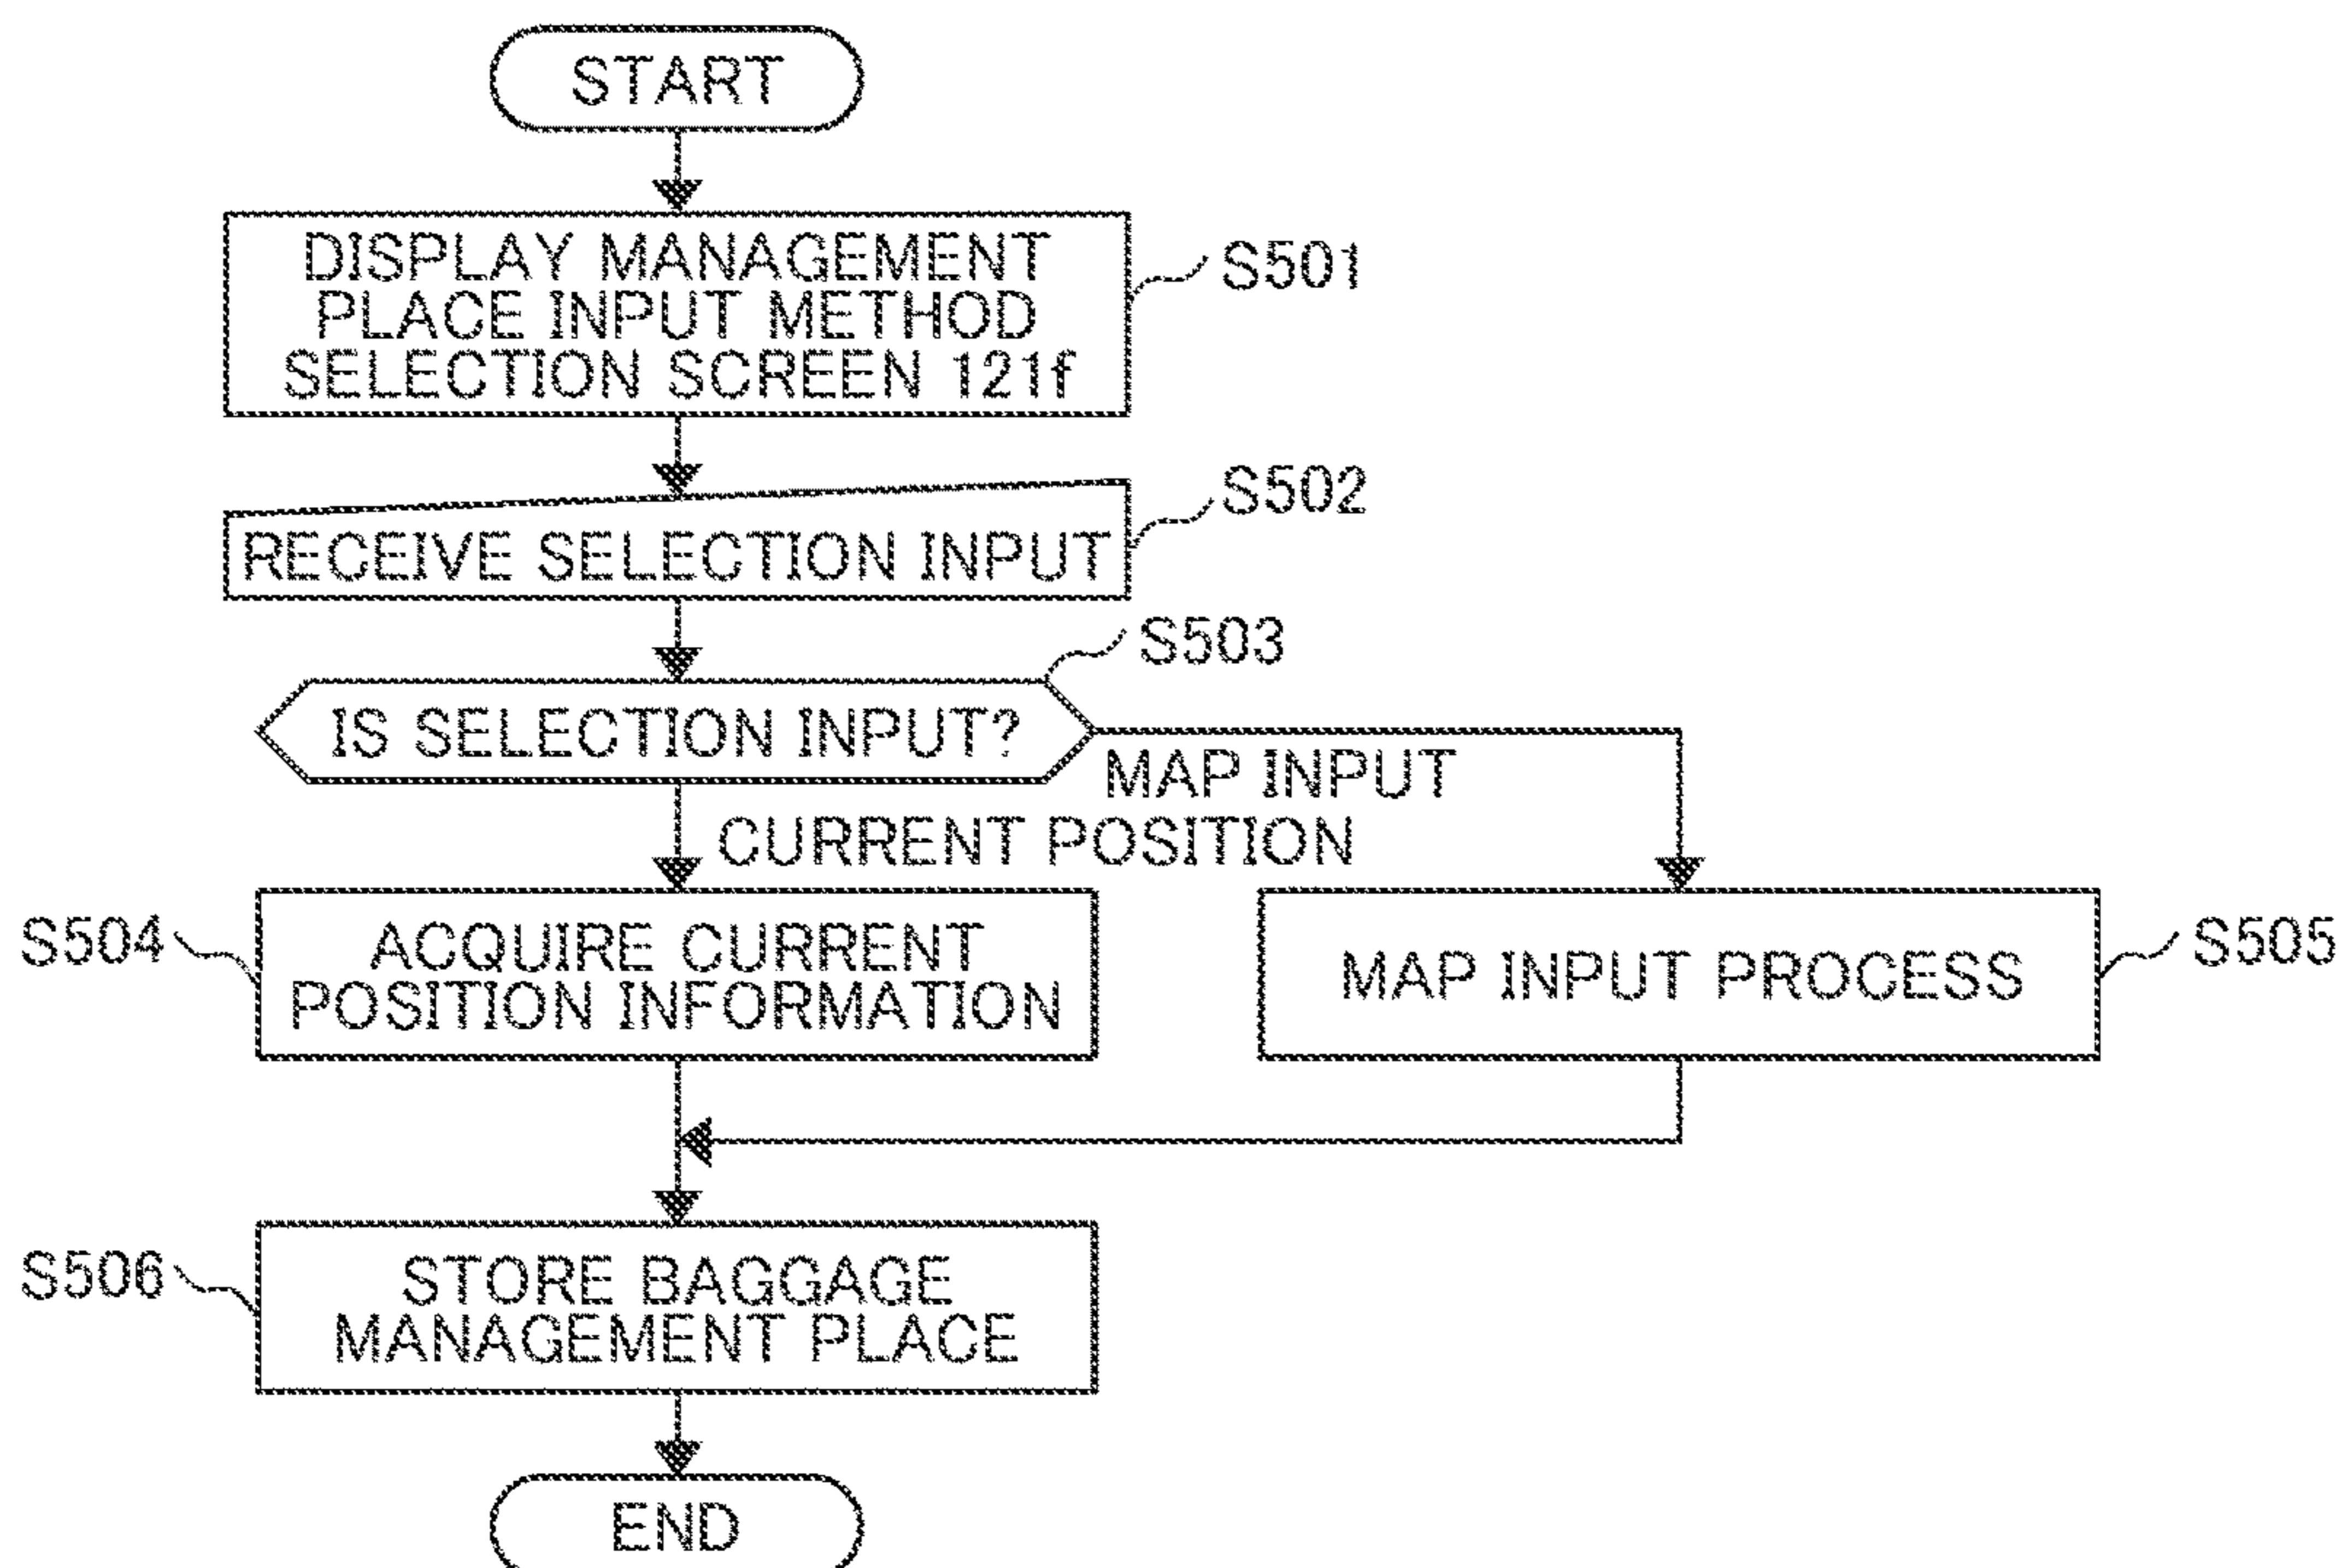 START
DISPLAY MANAGEMENT
PLACE INPUT METHOD
SELECTION SCREEN 121f
S501
RECEIVE SELECTION INPUT
S502
IS SELECTION INPUT?
S503
MAP INPUT
CURRENT POSITION
S504
ACQUIRE CURRENT
POSITION INFORMATION
MAP INPUT PROCESS
S505
S506
STORE BAGGAGE
MANAGEMENT PLACE
END